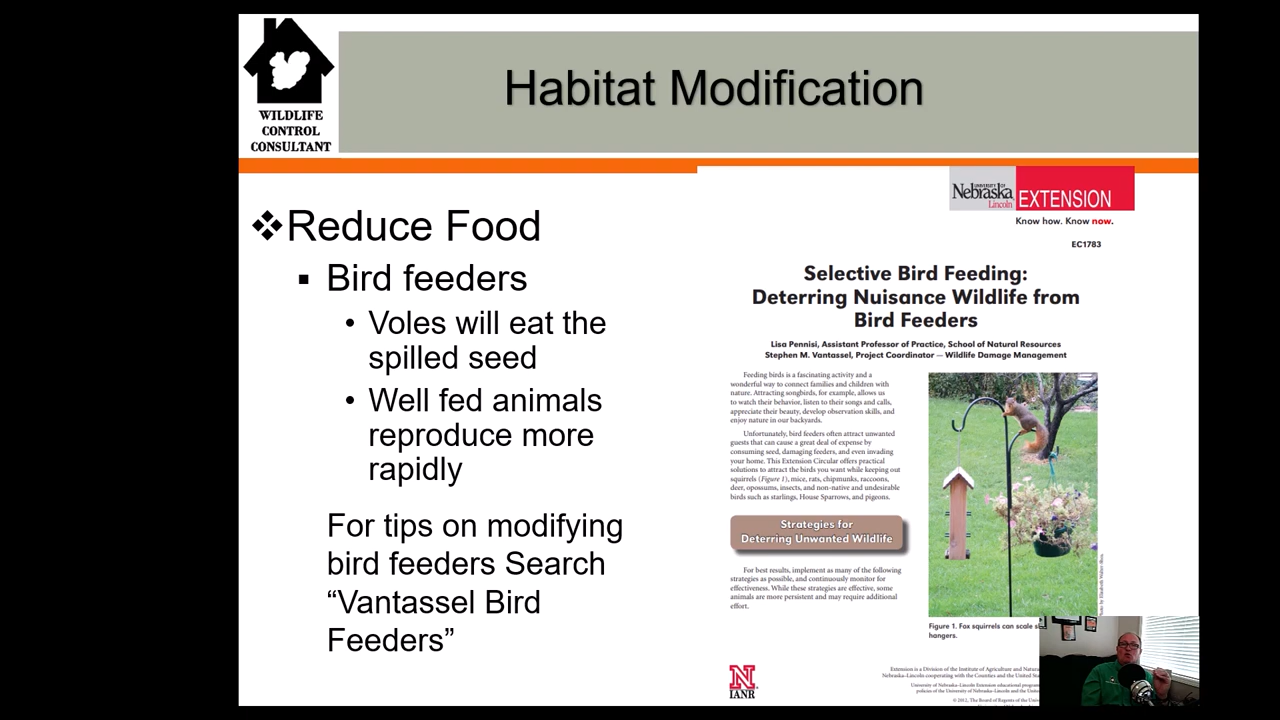 WILDLIFE
CONTROL
CONSULTANT
Habitat Modification
❖Reduce Food
▪ Bird feeders
• Voles will eat the
spilled seed
• Well fed animals
reproduce more
rapidly
For tips on modifying
bird feeders Search
“Vantassel Bird
Feeders”
UNIVERSITY OF
Nebraska
Lincoln
EXTENSION
Know how. Know now.
EC1783
Selective Bird Feeding:
Deterring Nuisance Wildlife from
Bird Feeders
Lisa Pennisi, Assistant Professor of Practice, School of Natural Resources
Stephen M. Vantassel, Project Coordinator — Wildlife Damage Management
Feeding birds is a fascinating activity and a
wonderful way to connect families and children with
nature. Attracting songbirds, for example, allows us
to watch their behavior, listen to their songs and calls,
appreciate their beauty, develop observation skills, and
enjoy nature in our backyards.
Unfortunately, bird feeders often attract unwanted
guests that can cause a great deal of expense by
consuming seed, damaging feeders, and even invading
your home. This Extension Circular offers practical
solutions to attract the birds you want while keeping out
squirrels (Figure 1), mice, rats, chipmunks, raccoons,
deer, opossums, insects, and non-native and undesirable
birds such as starlings, House Sparrows, and pigeons.
Strategies for
Deterring Unwanted Wildlife
For best results, implement as many of the following
strategies as possible, and continuously monitor for
effectiveness. While these strategies are effective, some
animals are more persistent and may require additional
effort.
Figure 1. Fox squirrels can scale
hangers.
N
IANR
Extension is a Division of the Institute of Agriculture and
Nebraska–Lincoln cooperating with the Counties and the United
University of Nebraska–Lincoln Extension educational
policies of the University of Nebraska–Lincoln and the
© 2012, The Board of Regents of the